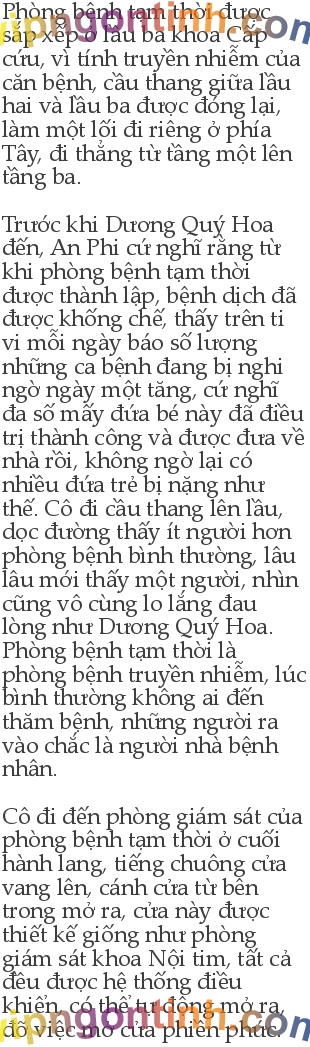 Phòng bệnh tạm thời được
sắp xếp ở lầu ba khoa Cấp
cứu, vì tính truyền nhiễm của
căn bệnh, cầu thang giữa lầu
hai và lầu ba được đóng lại,
làm một lối đi riêng ở phía
Tây, đi thẳng từ tầng một lên
tầng ba.
Trước khi Dương Quý Hoa
đến, An Phi cứ nghĩ rằng từ
khi phòng bệnh tạm thời
được thành lập, bệnh dịch đã
được khống chế, thấy trên ti
vi mỗi ngày báo số lượng
những ca bệnh đang bị nghi
ngờ ngày một tăng, cứ nghĩ
đa số mấy đứa bé này đã điều
trị thành công và được đưa về
nhà rồi, không ngờ lại có
nhiều đứa trẻ bị nặng như
thế. Cô đi cầu thang lên lầu,
dọc đường thấy ít người hơn
phòng bệnh bình thường, lâu
lâu mới thấy một người, nhìn
cũng vô cùng lo lắng đau
lòng như Dương Quý Hoa.
Phòng bệnh tạm thời là
phòng bệnh truyền nhiễm, lúc
bình thường không ai đến
thăm bệnh, những người ra
vào chắc là người nhà bệnh
nhân.
Cô đi đến phòng giám sát của
phòng bệnh tạm thời ở cuối
hành lang, tiếng chuông cửa
vang lên, cánh cửa từ bên
trong mở ra, cửa này được
thiết kế giống như phòng
giám sát khoa Nội tim, tất cả
đều được hệ thống điều
khiển, có thể tự động mở ra,
đỡ việc mở cửa phiền phức.
vipngontinh.com
vipngontinh.com